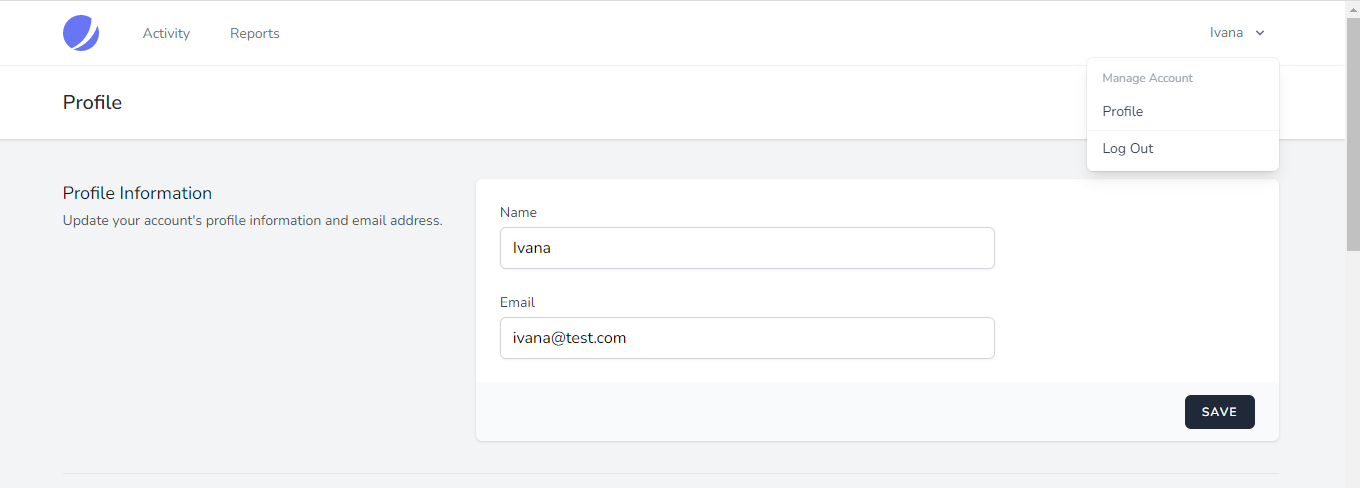 Activity
Reports
Ivana
Manage Account
Profile
Profile
Log Out
Profile Information
Update your account's profile information and email address.
Name
Ivana
Email
ivana@test.com
SAVE